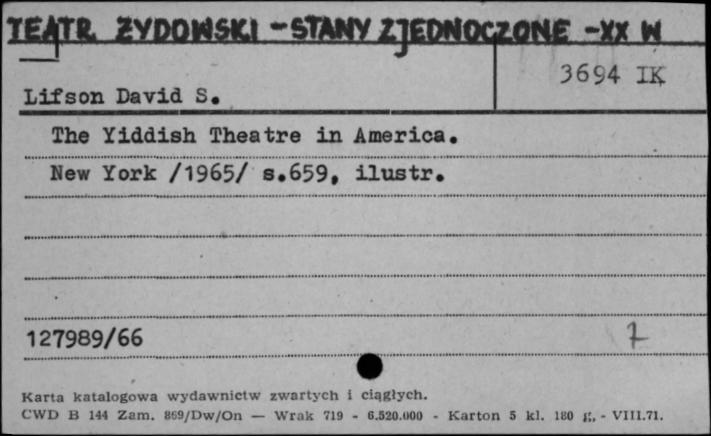 TEATR ŻYDOWSKI - STANY ZJEDNOCZONE - XX W
3694 IK
Lifson David S.
The Yiddish Theatre in America.
New York /1965/ s.659, ilustr.
127989/66
7
Karta katalogowa wydawnictw zwartych i ciągłych.
CWD B 144 Zam. 869/Dw/On — Wrak 719 - 6.520.000 - Karton 5 kl. 180 g, - VIII.71.